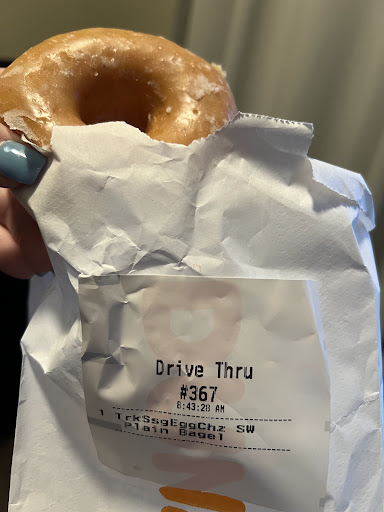 Drive Thru
#367
8:43:28 AM
1 TrkSsgEggChz SW
Plain Bagel